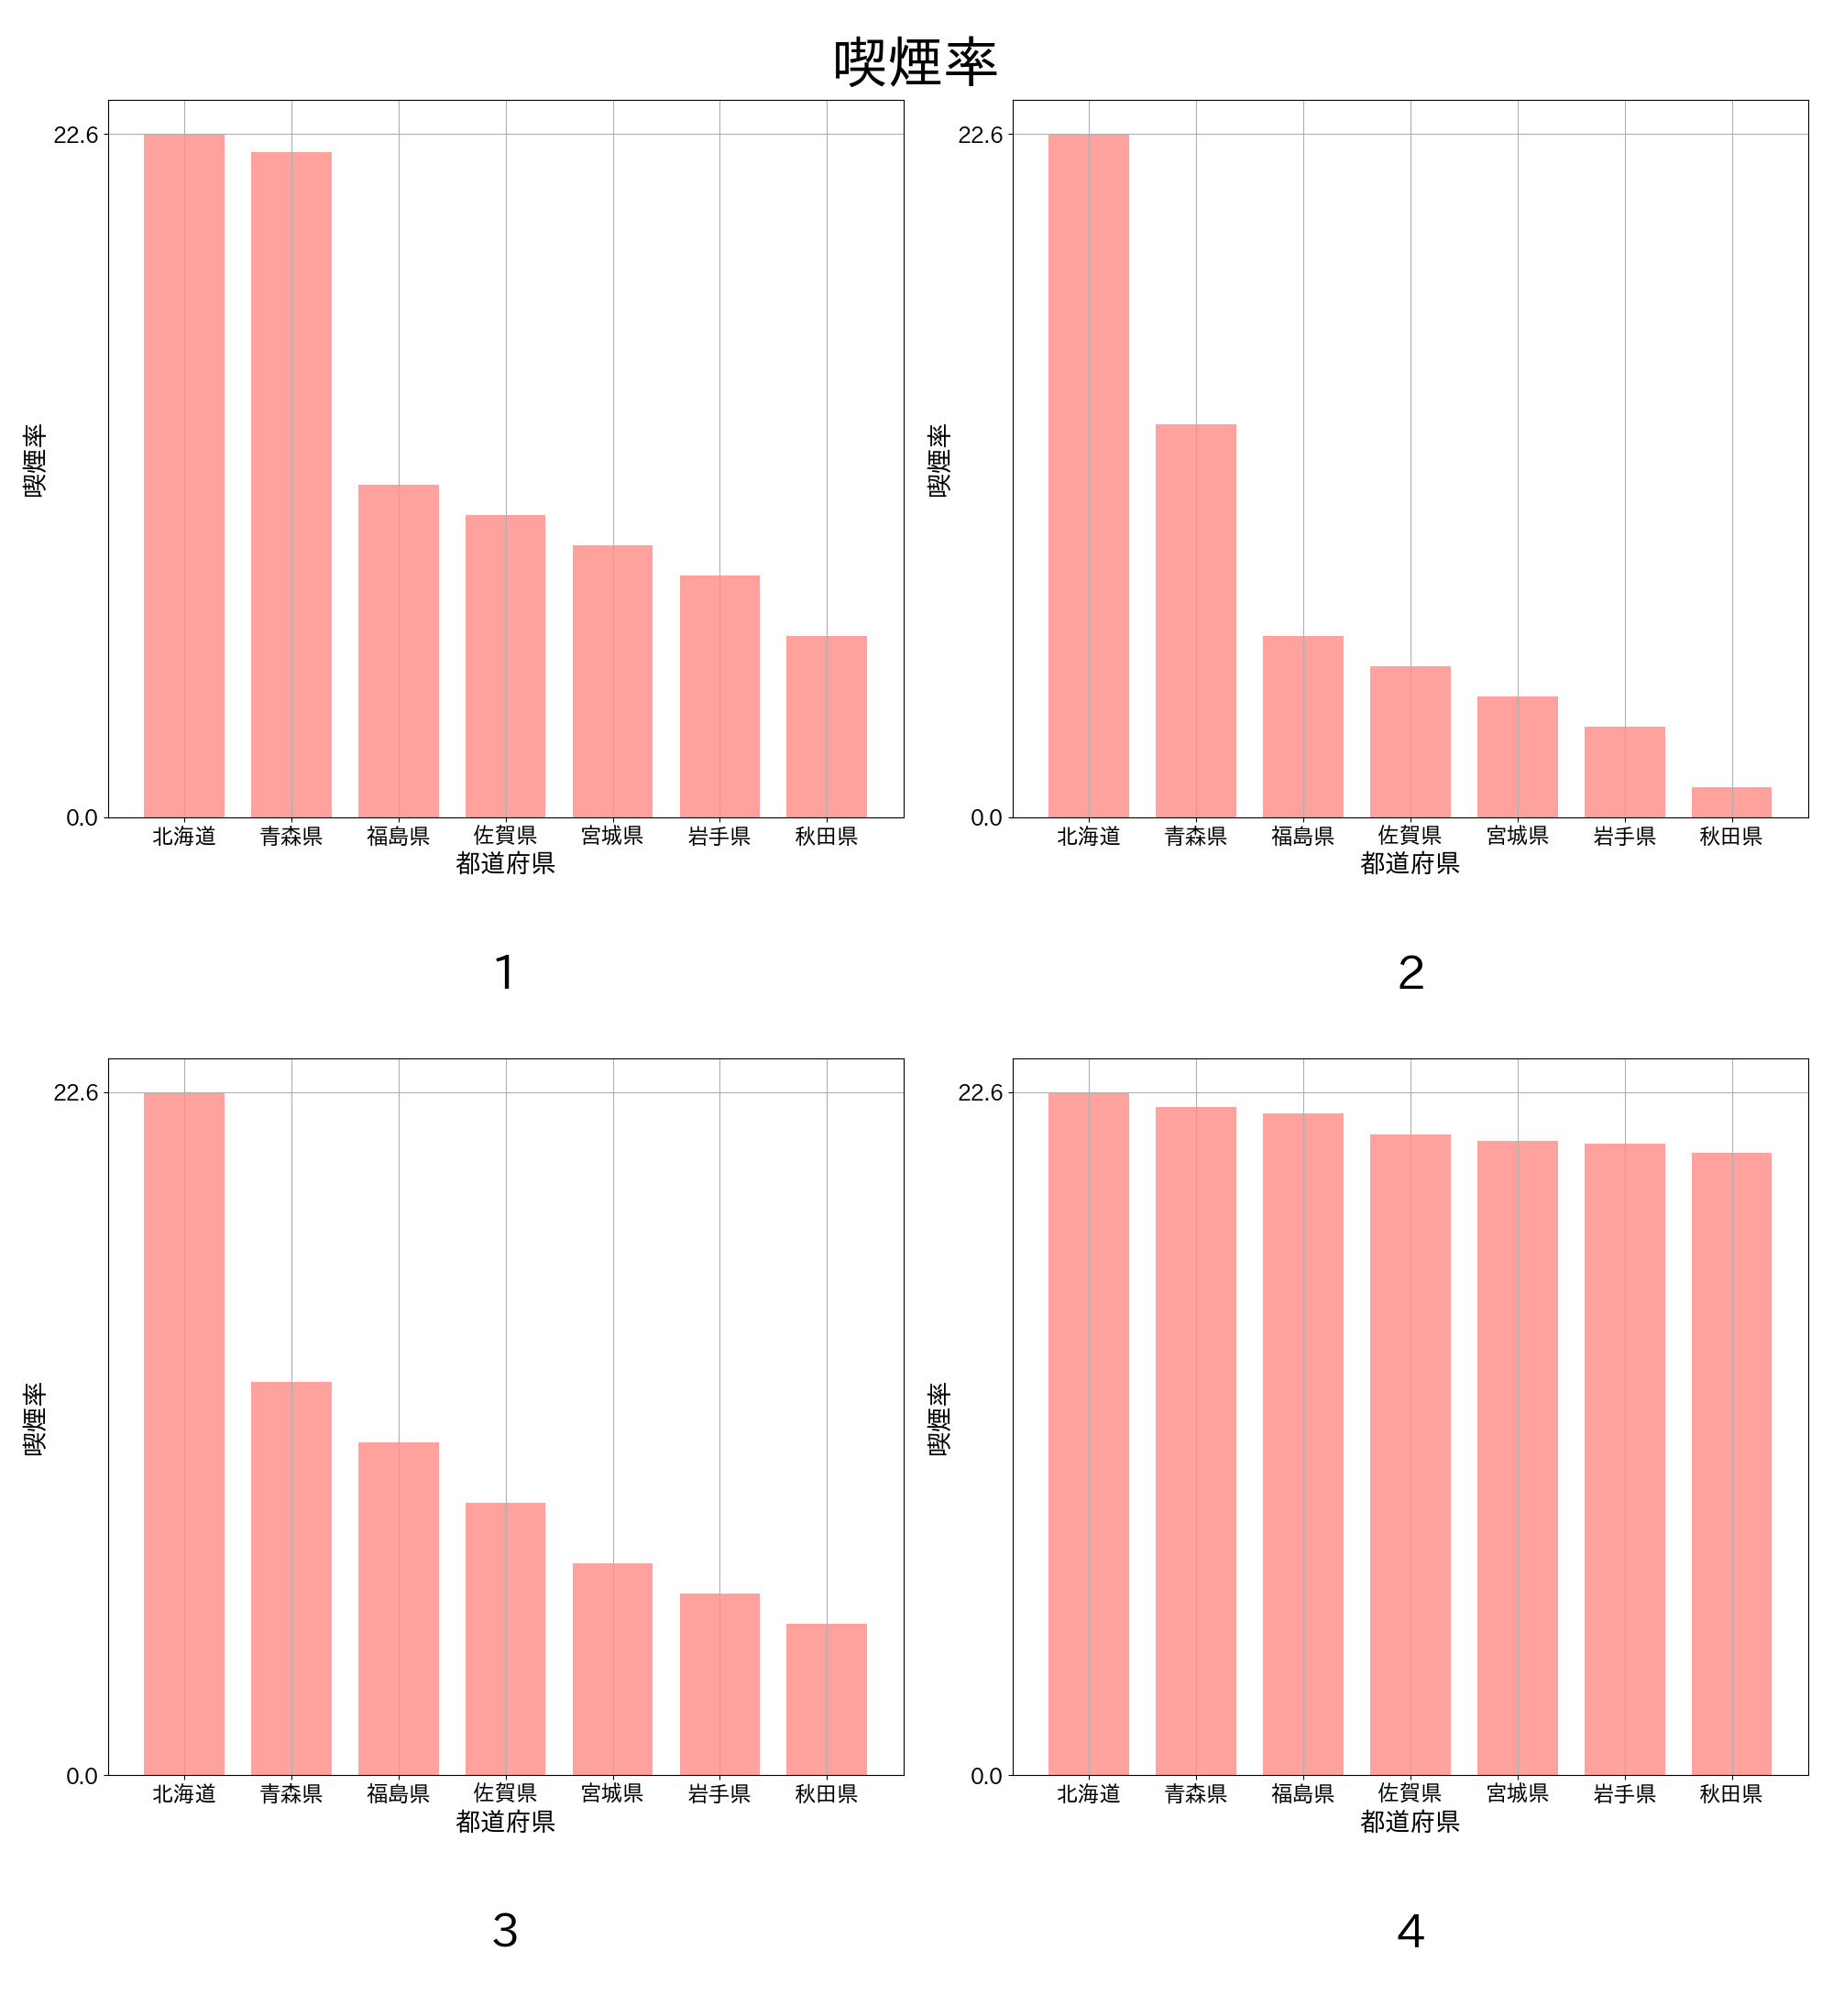 喫煙率
22.6
0.0
喫煙率
北海道 青森県 福島県 佐賀県 宮城県 岩手県 秋田県
都道府県
1
22.6
0.0
喫煙率
北海道 青森県 福島県 佐賀県 宮城県 岩手県 秋田県
都道府県
2
22.6
0.0
喫煙率
北海道 青森県 福島県 佐賀県 宮城県 岩手県 秋田県
都道府県
3
22.6
0.0
喫煙率
北海道 青森県 福島県 佐賀県 宮城県 岩手県 秋田県
都道府県
4